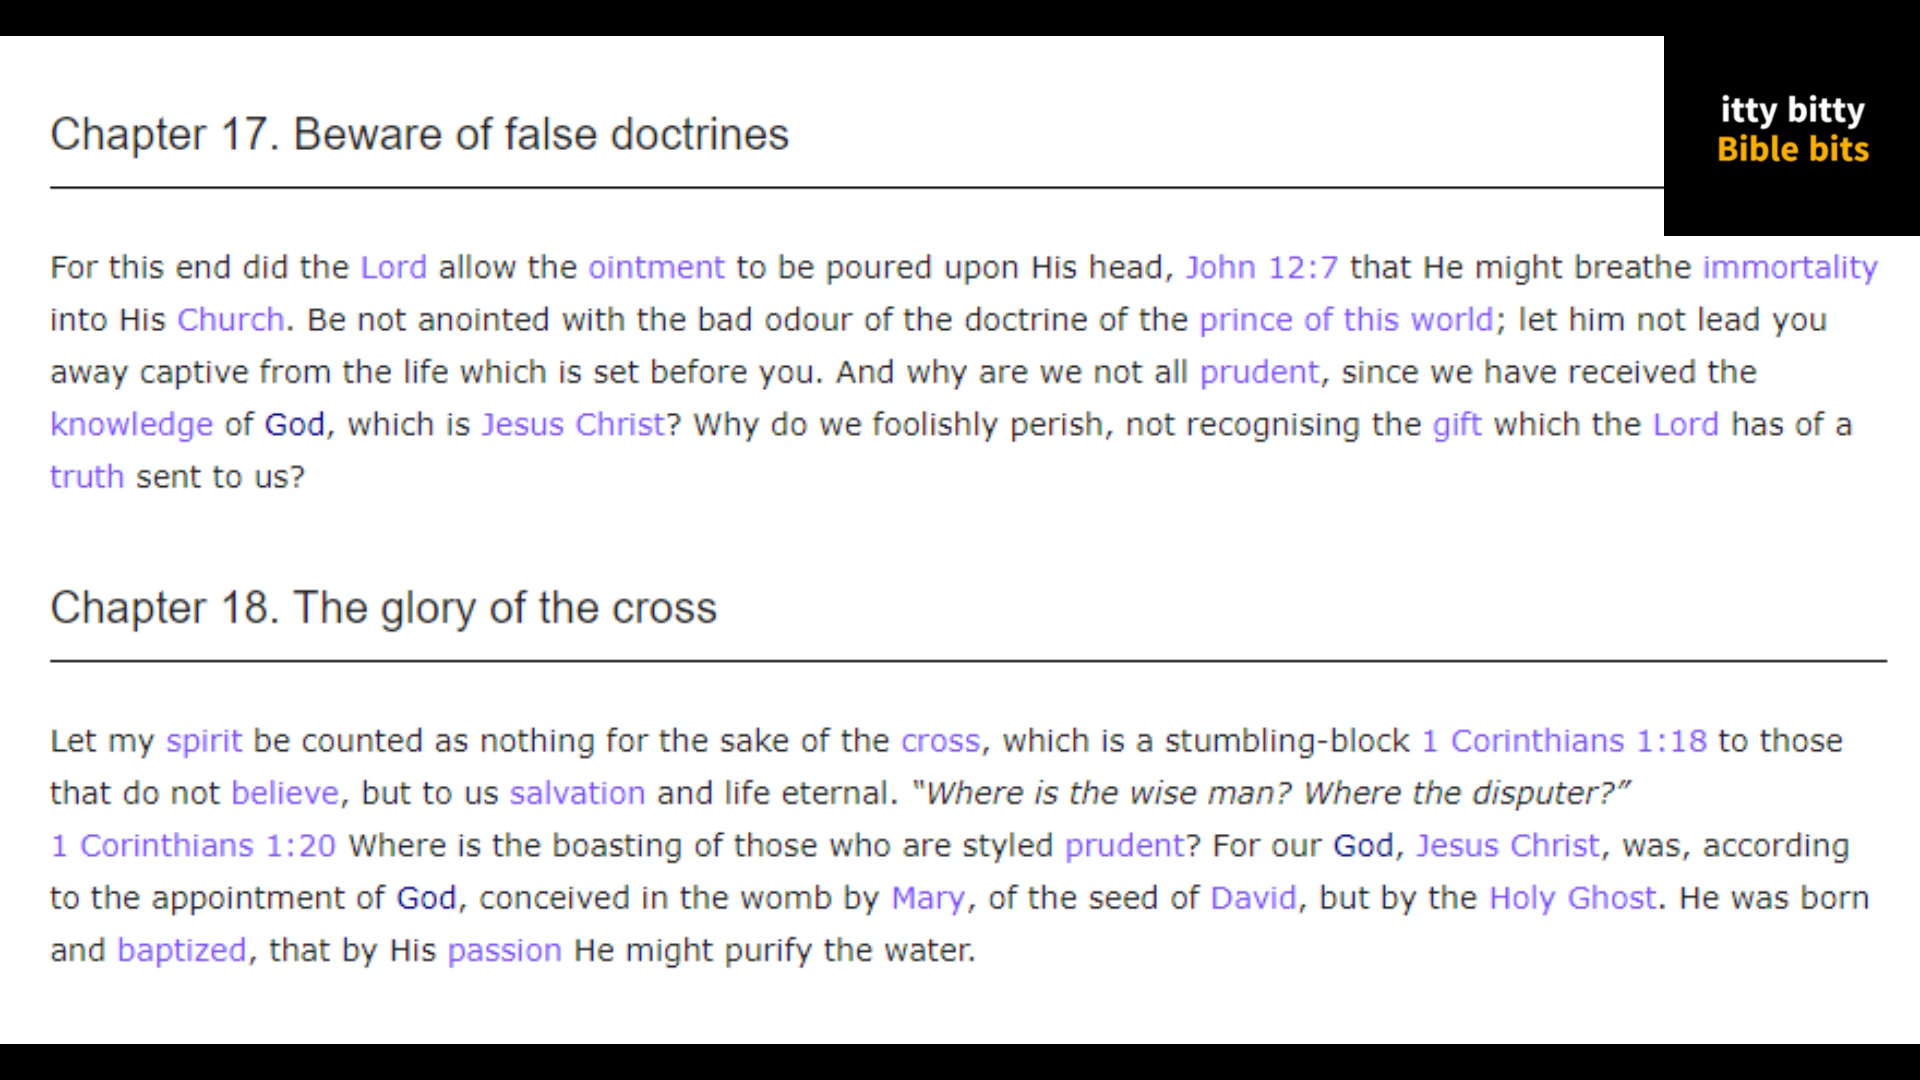 itty bitty
Bible bits
Chapter 17. Beware of false doctrines
For this end did the Lord allow the ointment to be poured upon His head, John 12:7 that He might breathe immortality
into His Church. Be not anointed with the bad odour of the doctrine of the prince of this world; let him not lead you
away captive from the life which is set before you. And why are we not all prudent, since we have received the
knowledge of God, which is Jesus Christ? Why do we foolishly perish, not recognising the gift which the Lord has of a
truth sent to us?
Chapter 18. The glory of the cross
Let my spirit be counted as nothing for the sake of the cross, which is a stumbling-block 1 Corinthians 1:18 to those
that do not believe, but to us salvation and life eternal. “Where is the wise man? Where the disputer?”
1 Corinthians 1:20 Where is the boasting of those who are styled prudent? For our God, Jesus Christ, was, according
to the appointment of God, conceived in the womb by Mary, of the seed of David, but by the Holy Ghost. He was born
and baptized, that by His passion He might purify the water.